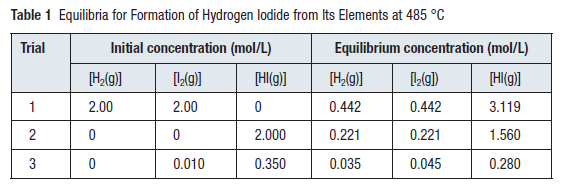 Table 1 Equilibria for Formation of Hydrogen Iodide from Its Elements at 485 °C
Trial Initial concentration (mol/L) Equilibrium concentration (mol/L)
[H₂(g)] [I₂(g)] [HI(g)] [H₂(g)] [I₂(g]) [HI(g)]
1 2.00 2.00 0 0.442 0.442 3.119
2 0 0 2.000 0.221 0.221 1.560
3 0 0.010 0.350 0.035 0.045 0.280